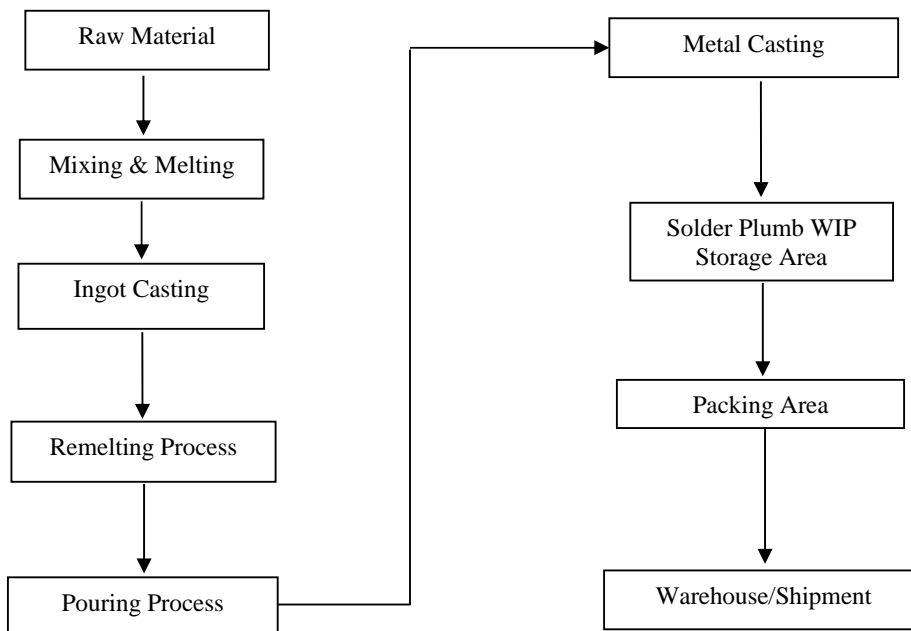 Raw Material
Mixing & Melting
Ingot Casting
Remelting Process
Pouring Process
Metal Casting
Solder Plumb WIP
Storage Area
Packing Area
Warehouse/Shipment